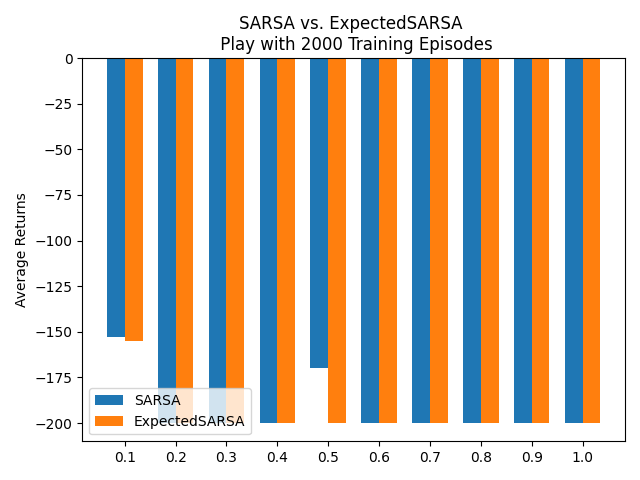 SARSA vs. ExpectedSARSA
Play with 2000 Training Episodes
Average Returns
0
−25
−50
−75
−100
−125
−150
−175
−200
SARSA
ExpectedSARSA
0.1 0.2 0.3 0.4 0.5 0.6 0.7 0.8 0.9 1.0